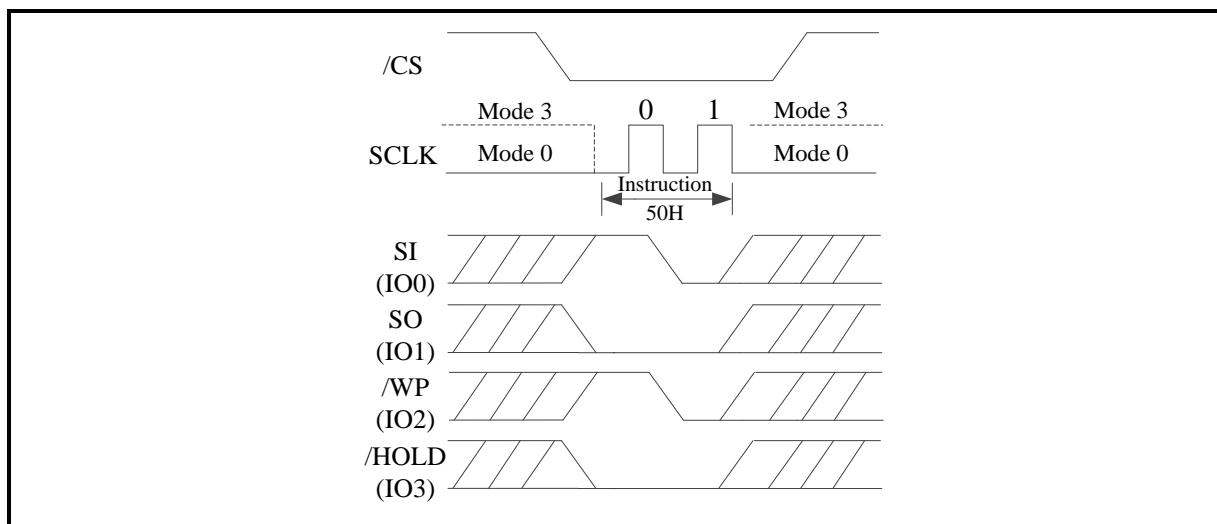 /CS
Mode 3 0 1 Mode 3
SCLK Mode 0 Mode 0
Instruction
50H
SI
(IO0)
SO
(IO1)
/WP
(IO2)
/HOLD
(IO3)